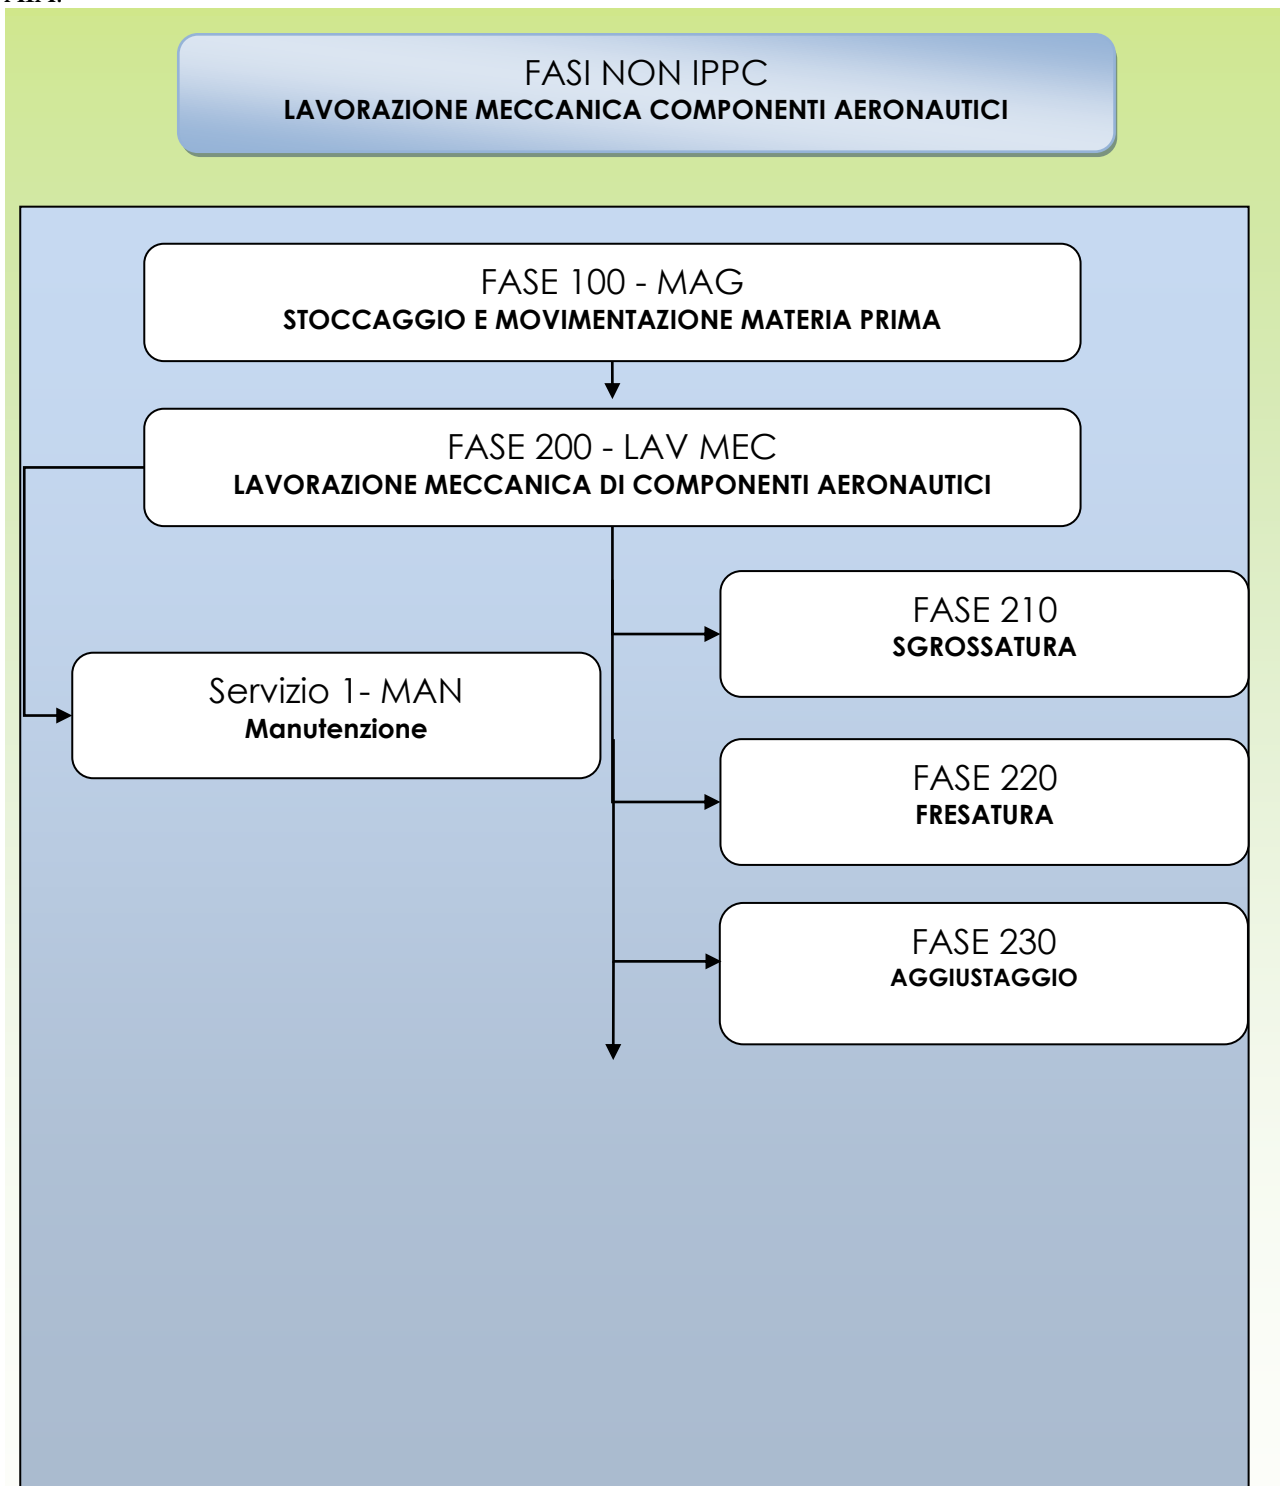 FASI NON IPPC
LAVORAZIONE MECCANICA COMPONENTI AERONAUTICI
FASE 100 - MAG
STOCCAGGIO E MOVIMENTAZIONE MATERIA PRIMA
FASE 200 - LAV MEC
LAVORAZIONE MECCANICA DI COMPONENTI AERONAUTICI
FASE 210
SGROSSATURA
Servizio 1- MAN
Manutenzione
FASE 220
FRESATURA
FASE 230
AGGIUSTAGGIO